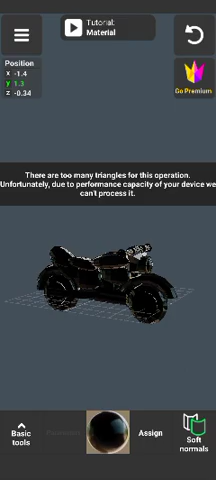 Tutorial:
Material
Position
x -1.4
y 1.3
z -0.34
Go Premium
There are too many triangles for this operation.
Unfortunately, due to performance capacity of your device we
can't process it.
Basic
tools
Assign
Soft
normals